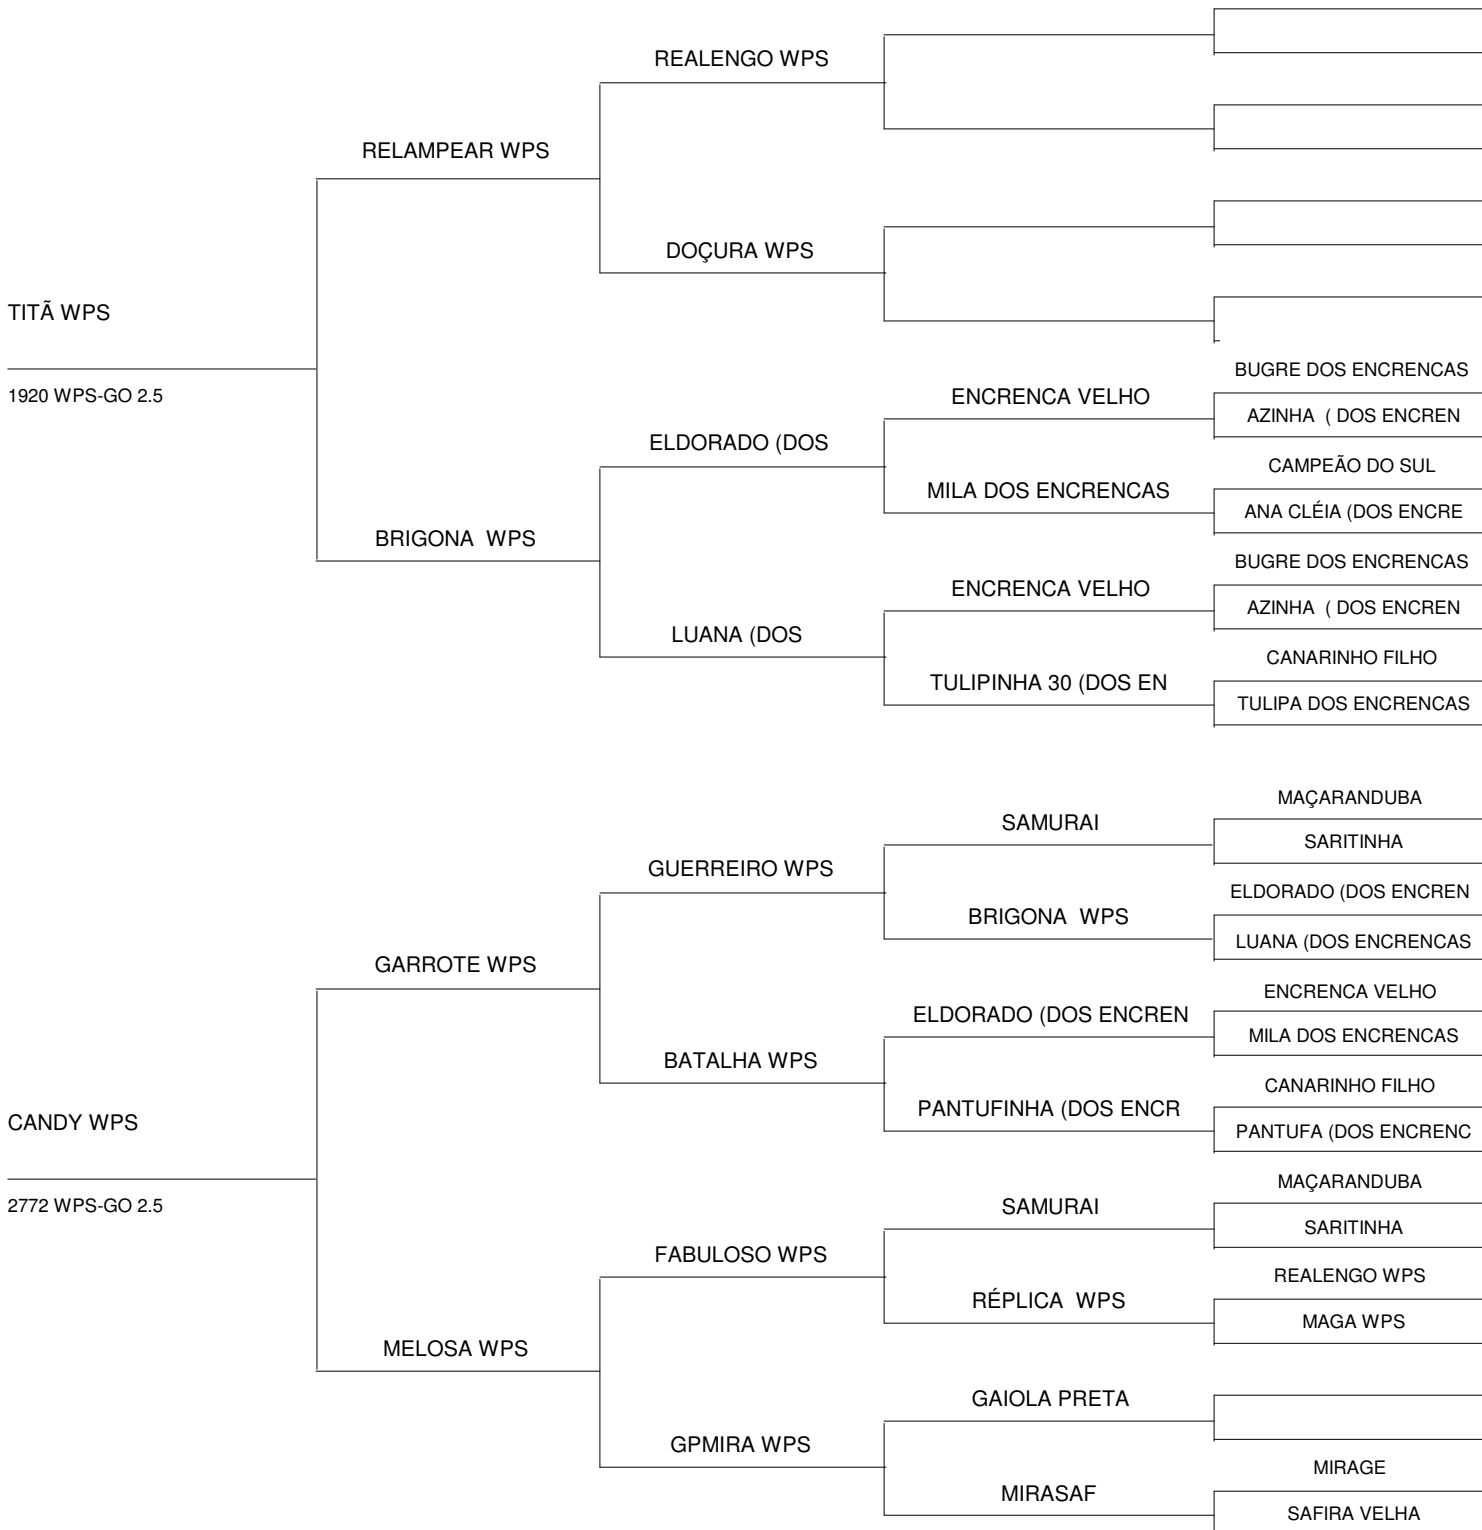 REALENGO WPS
RELAMPEAR WPS
DOÇURA WPS
TITÃ WPS
1920 WPS-GO 2.5
BUGRE DOS ENCRENCAS
ENCRENCA VELHO
AZINHA ( DOS ENCREN
ELDORADO (DOS
CAMPEÃO DO SUL
MILA DOS ENCRENCAS
ANA CLÉIA (DOS ENCRE
BRIGONA WPS
BUGRE DOS ENCRENCAS
ENCRENCA VELHO
AZINHA ( DOS ENCREN
LUANA (DOS
CANARINHO FILHO
TULIPINHA 30 (DOS EN
TULIPA DOS ENCRENCAS
MAÇARANDUBA
SAMURAI
SARITINHA
GUERREIRO WPS
ELDORADO (DOS ENCREN
BRIGONA WPS
LUANA (DOS ENCRENCAS
GARROTE WPS
ENCRENCA VELHO
ELDORADO (DOS ENCREN
MILA DOS ENCRENCAS
BATALHA WPS
CANARINHO FILHO
PANTUFINHA (DOS ENCR
PANTUFA (DOS ENCRENC
CANDY WPS
2772 WPS-GO 2.5
MAÇARANDUBA
SAMURAI
SARITINHA
FABULOSO WPS
REALENGO WPS
RÉPLICA WPS
MAGA WPS
MELOSA WPS
GAIOLA PRETA
GPMIRA WPS
MIRAGE
MIRASAF
SAFIRA VELHA